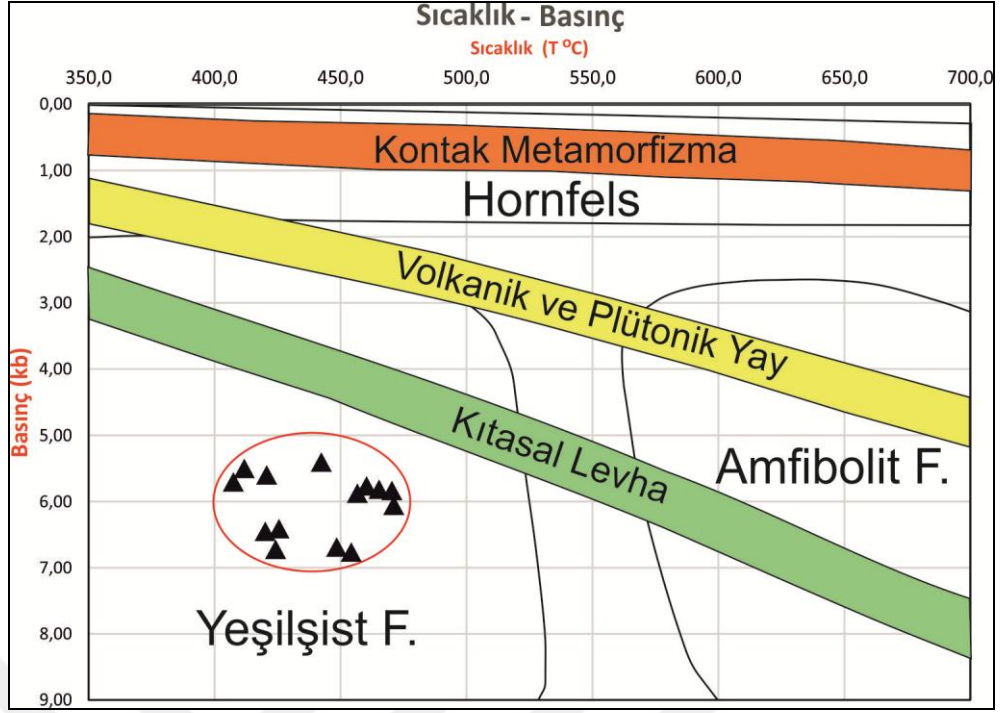 Sıcaklık - Basınç
Sıcaklık (T °C)
350,0 400,0 450,0 500,0 550,0 600,0 650,0 700,0
0,00
1,00
2,00
3,00
4,00
5,00
6,00
7,00
8,00
9,00
Basınç (kb)
Kontak Metamorfizma
Hornfels
Volkanik ve Plütonik Yay
Kıtasal Levha
Amfibolit F.
Yeşilşist F.